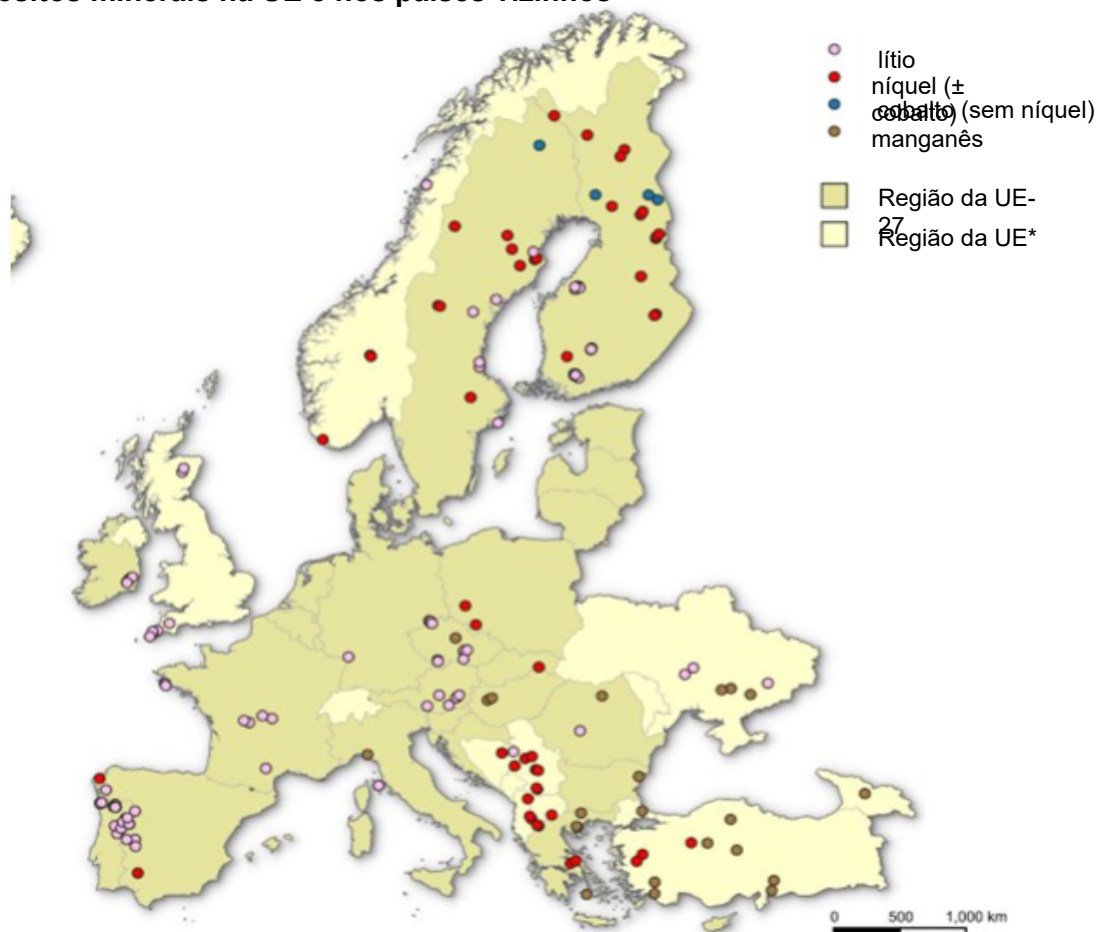 lítio
níquel (±
cobalto)
cobalto (sem níquel)
manganês
Região da UE-
27
Região da UE*
0 500 1,000 km